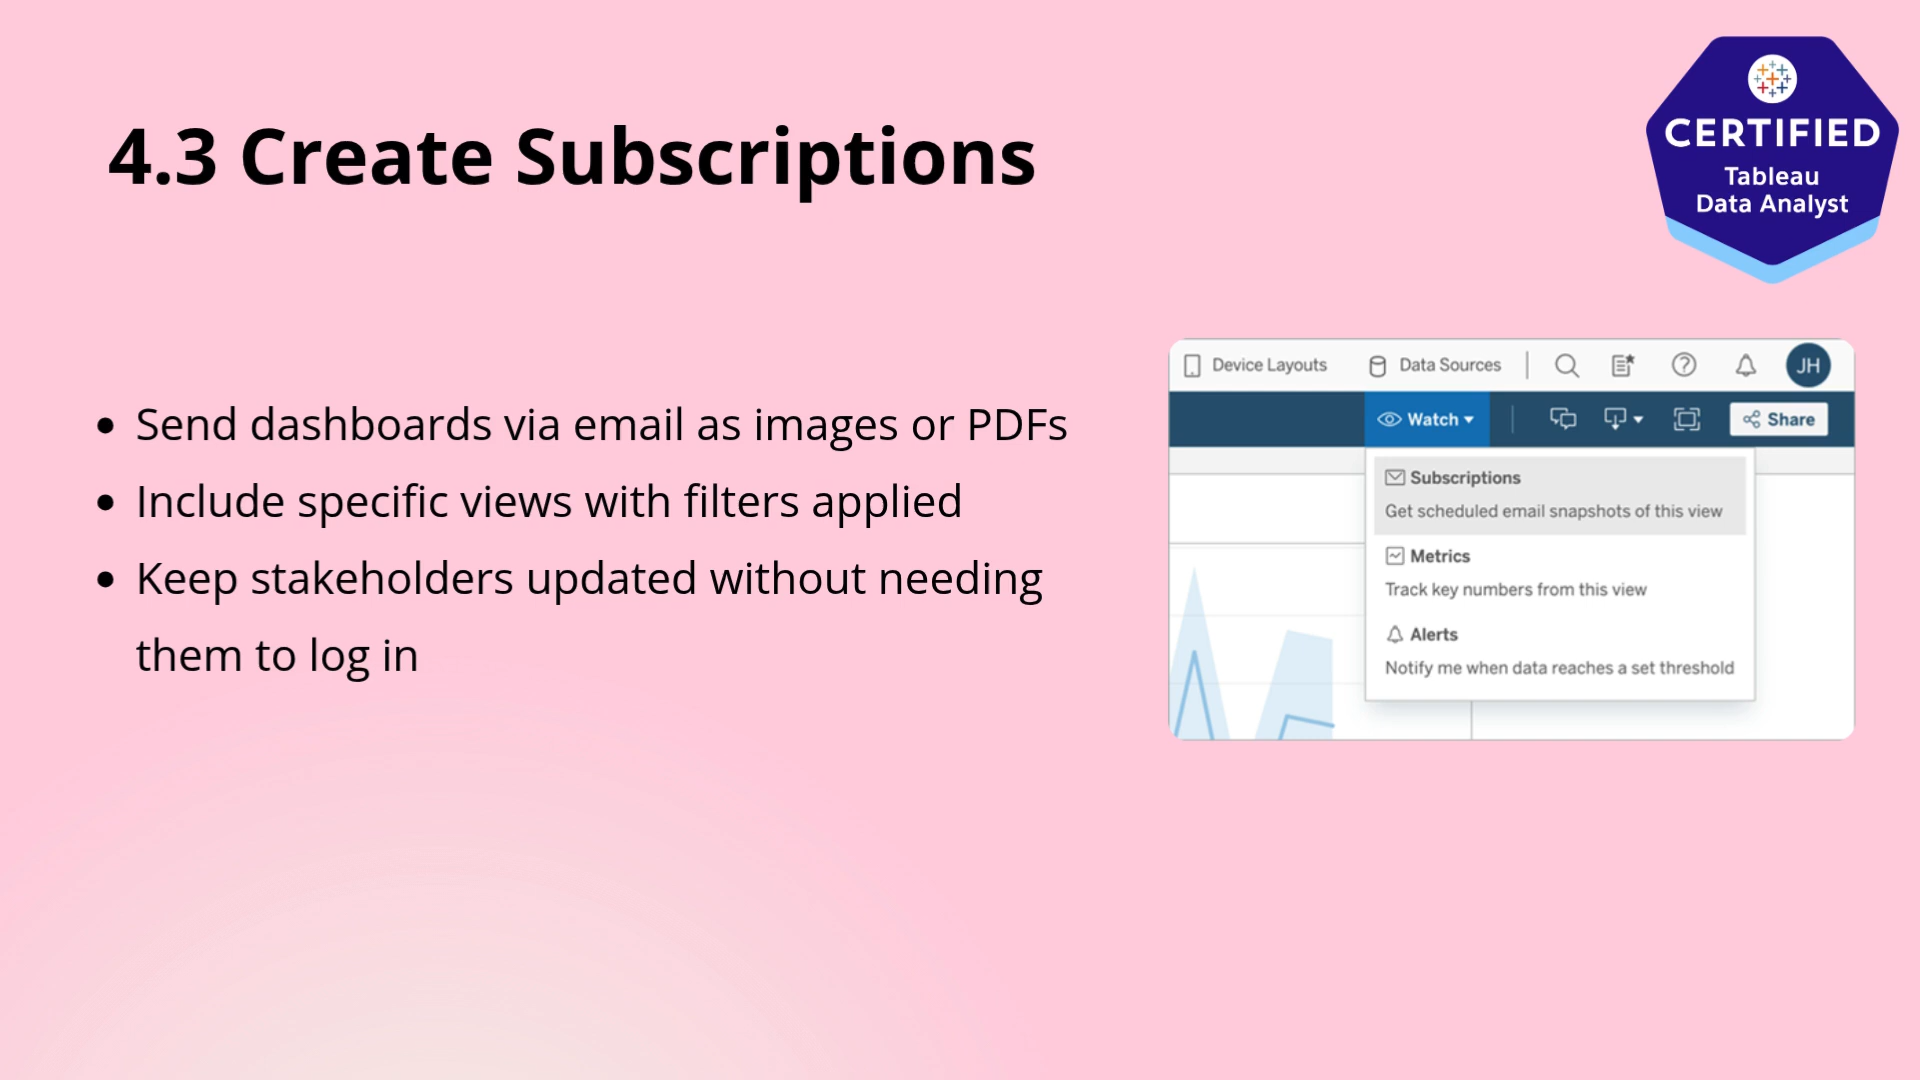 4.3 Create Subscriptions
CERTIFIED
Tableau
Data Analyst
• Send dashboards via email as images or PDFs
• Include specific views with filters applied
• Keep stakeholders updated without needing
them to log in
Device Layouts
Data Sources
JH
Watch
Share
Subscriptions
Get scheduled email snapshots of this view
Metrics
Track key numbers from this view
Alerts
Notify me when data reaches a set threshold